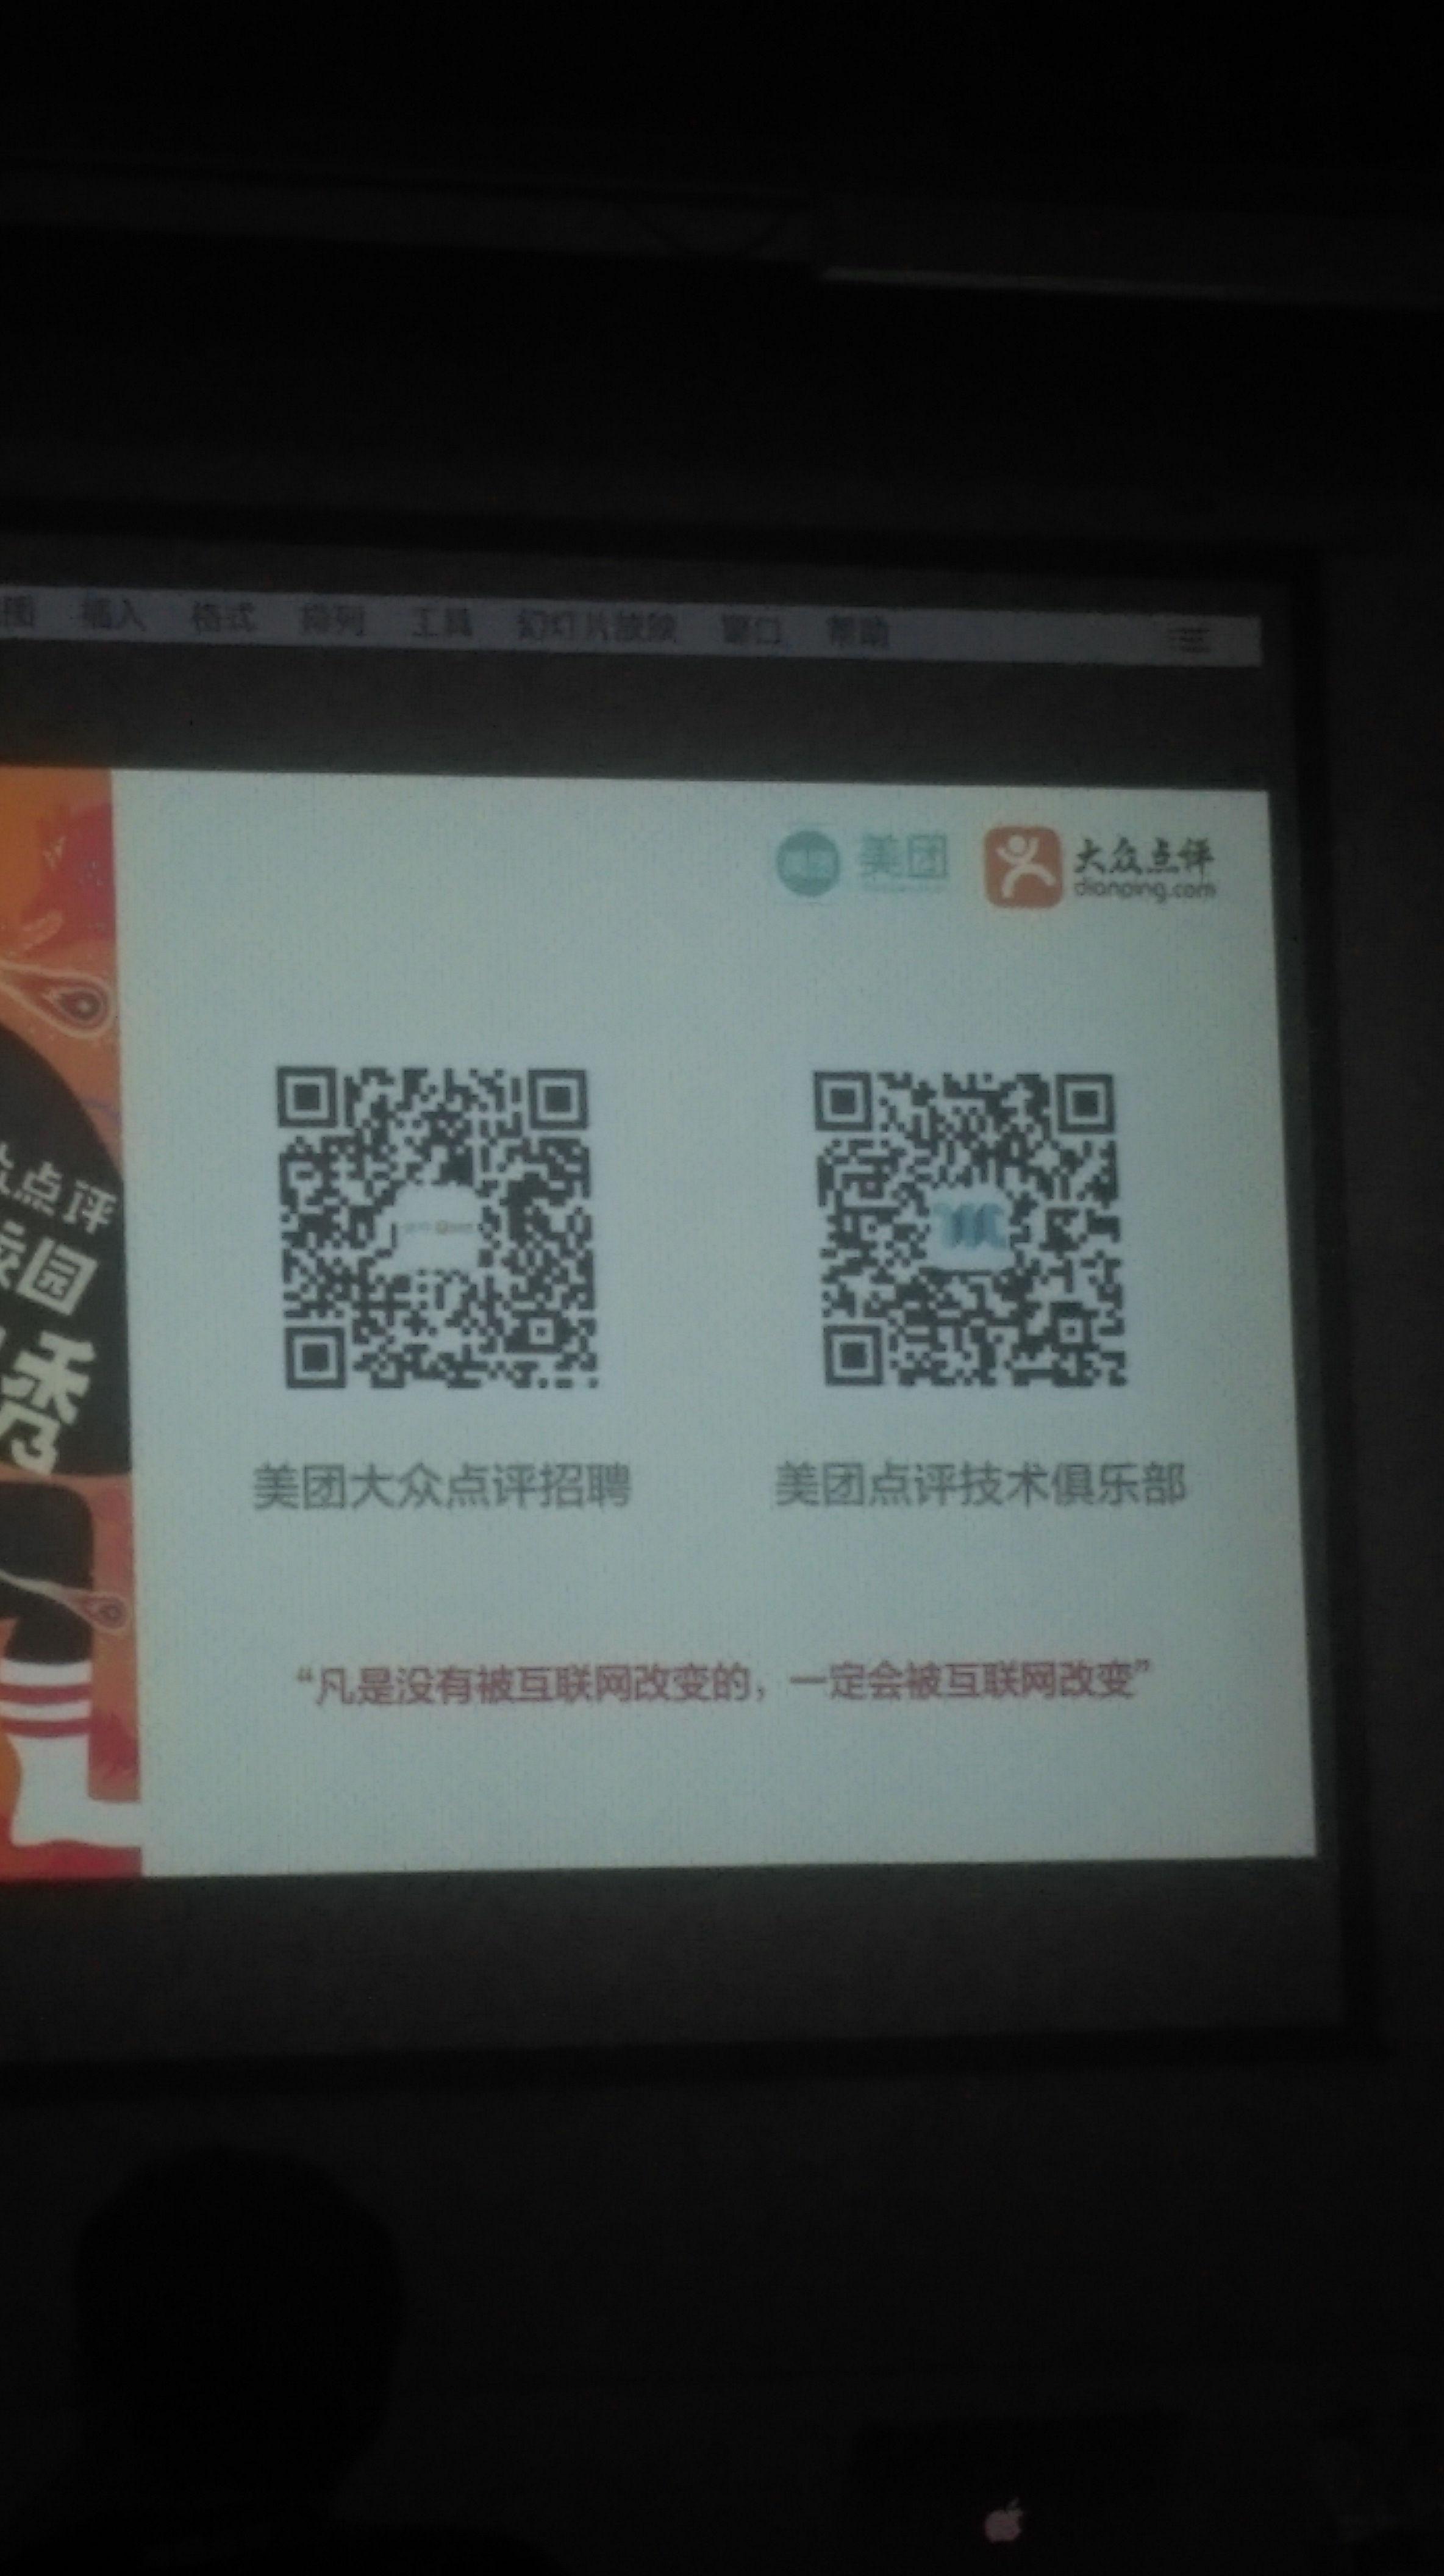 图 插入 格式 排列 工具 幻灯片放映 窗口 帮助
美团
大众点评
dianping.com
点评
校园
秀
美团大众点评招聘
美团点评技术俱乐部
“凡是没有被互联网改变的，一定会被互联网改变”